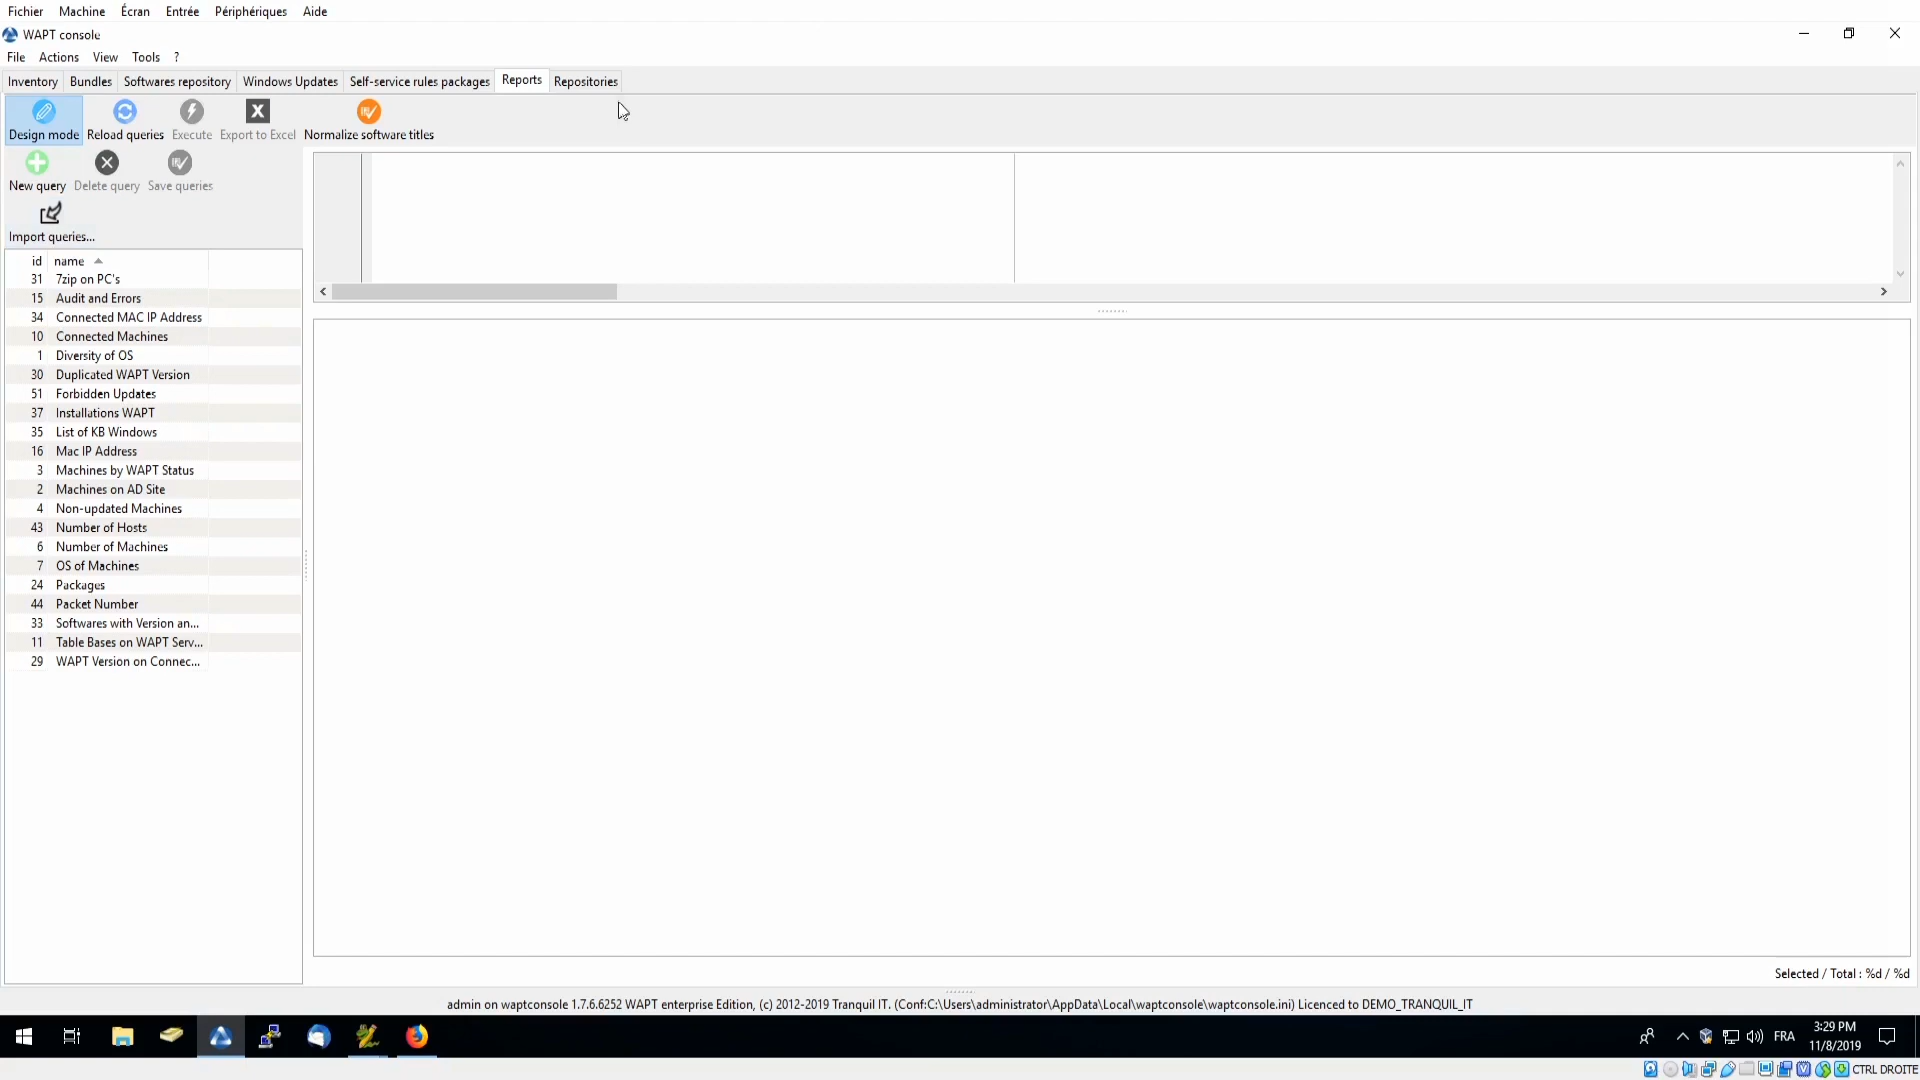 Fichier Machine Écran Entrée Périphériques Aide
WAPT console
File Actions View Tools ?
Inventory Bundles Softwares repository Windows Updates Self-service rules packages Reports Repositories
Design mode Reload queries Execute Export to Excel Normalize software titles
New query Delete query Save queries
Import queries...
id name
31 7zip on PC's
15 Audit and Errors
34 Connected MAC IP Address
10 Connected Machines
1 Diversity of OS
30 Duplicated WAPT Version
51 Forbidden Updates
37 Installations WAPT
35 List of KB Windows
16 Mac IP Address
3 Machines by WAPT Status
2 Machines on AD Site
4 Non-updated Machines
43 Number of Hosts
6 Number of Machines
7 OS of Machines
24 Packages
44 Packet Number
33 Softwares with Version an...
11 Table Bases on WAPT Serv...
29 WAPT Version on Connec...
Selected / Total : %d / %d
admin on waptconsole 1.7.6.6252 WAPT enterprise Edition, (c) 2012-2019 Tranquil IT. (Conf:C:\Users\administrator\AppData\Local\waptconsole\waptconsole.ini) Licenced to DEMO_TRANQUIL_IT
FRA
3:29 PM
11/8/2019
CTRL DROITE